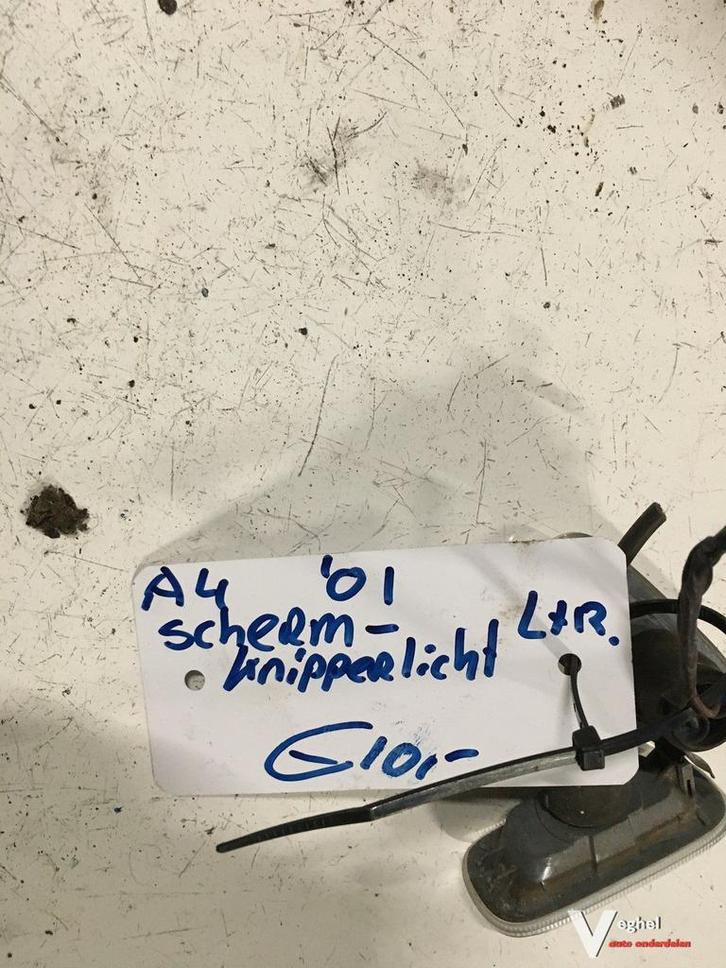 A4 '01
scherm- L+R.
knipperlicht
€10,-
Veghel
auto onderdelen